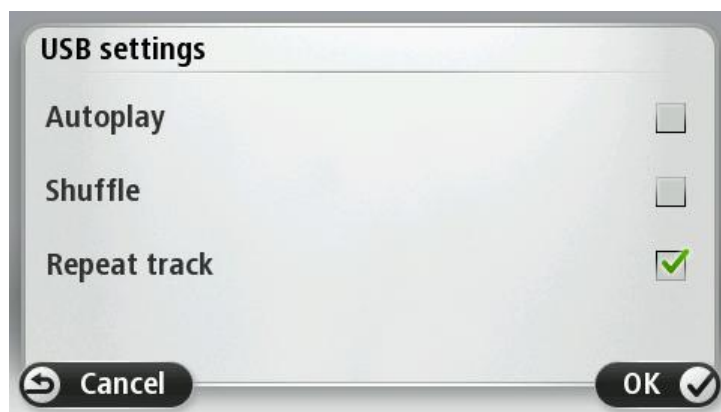 USB settings
Autoplay
Shuffle
Repeat track
Cancel
OK